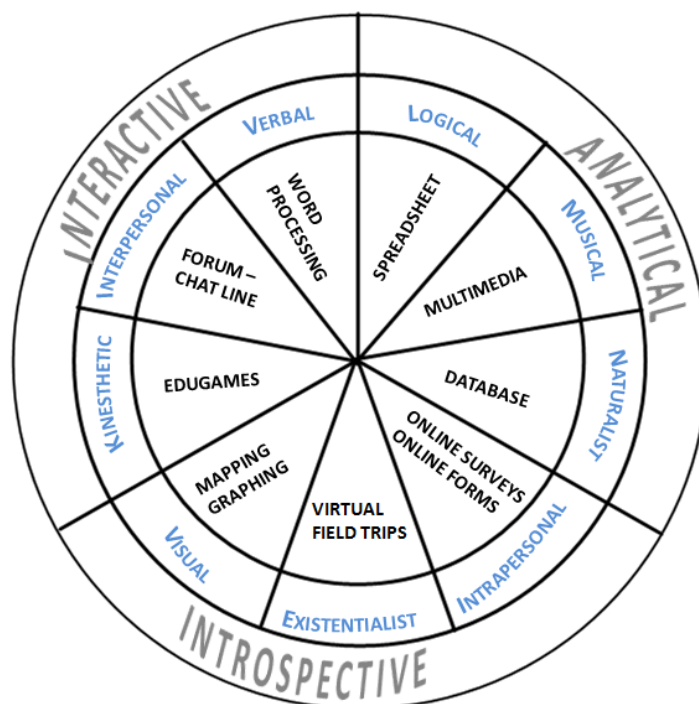 INTERACTIVE
ANALYTICAL
INTROSPECTIVE
VERBAL
LOGICAL
MUSICAL
NATURALIST
INTRAPERSONAL
EXISTENTIALIST
VISUAL
KINESTHETIC
INTERPERSONAL
WORD
PROCESSING
SPREADSHEET
MULTIMEDIA
DATABASE
ONLINE SURVEYS
ONLINE FORMS
VIRTUAL
FIELD TRIPS
MAPPING
GRAPHING
EDUGAMES
FORUM –
CHAT LINE